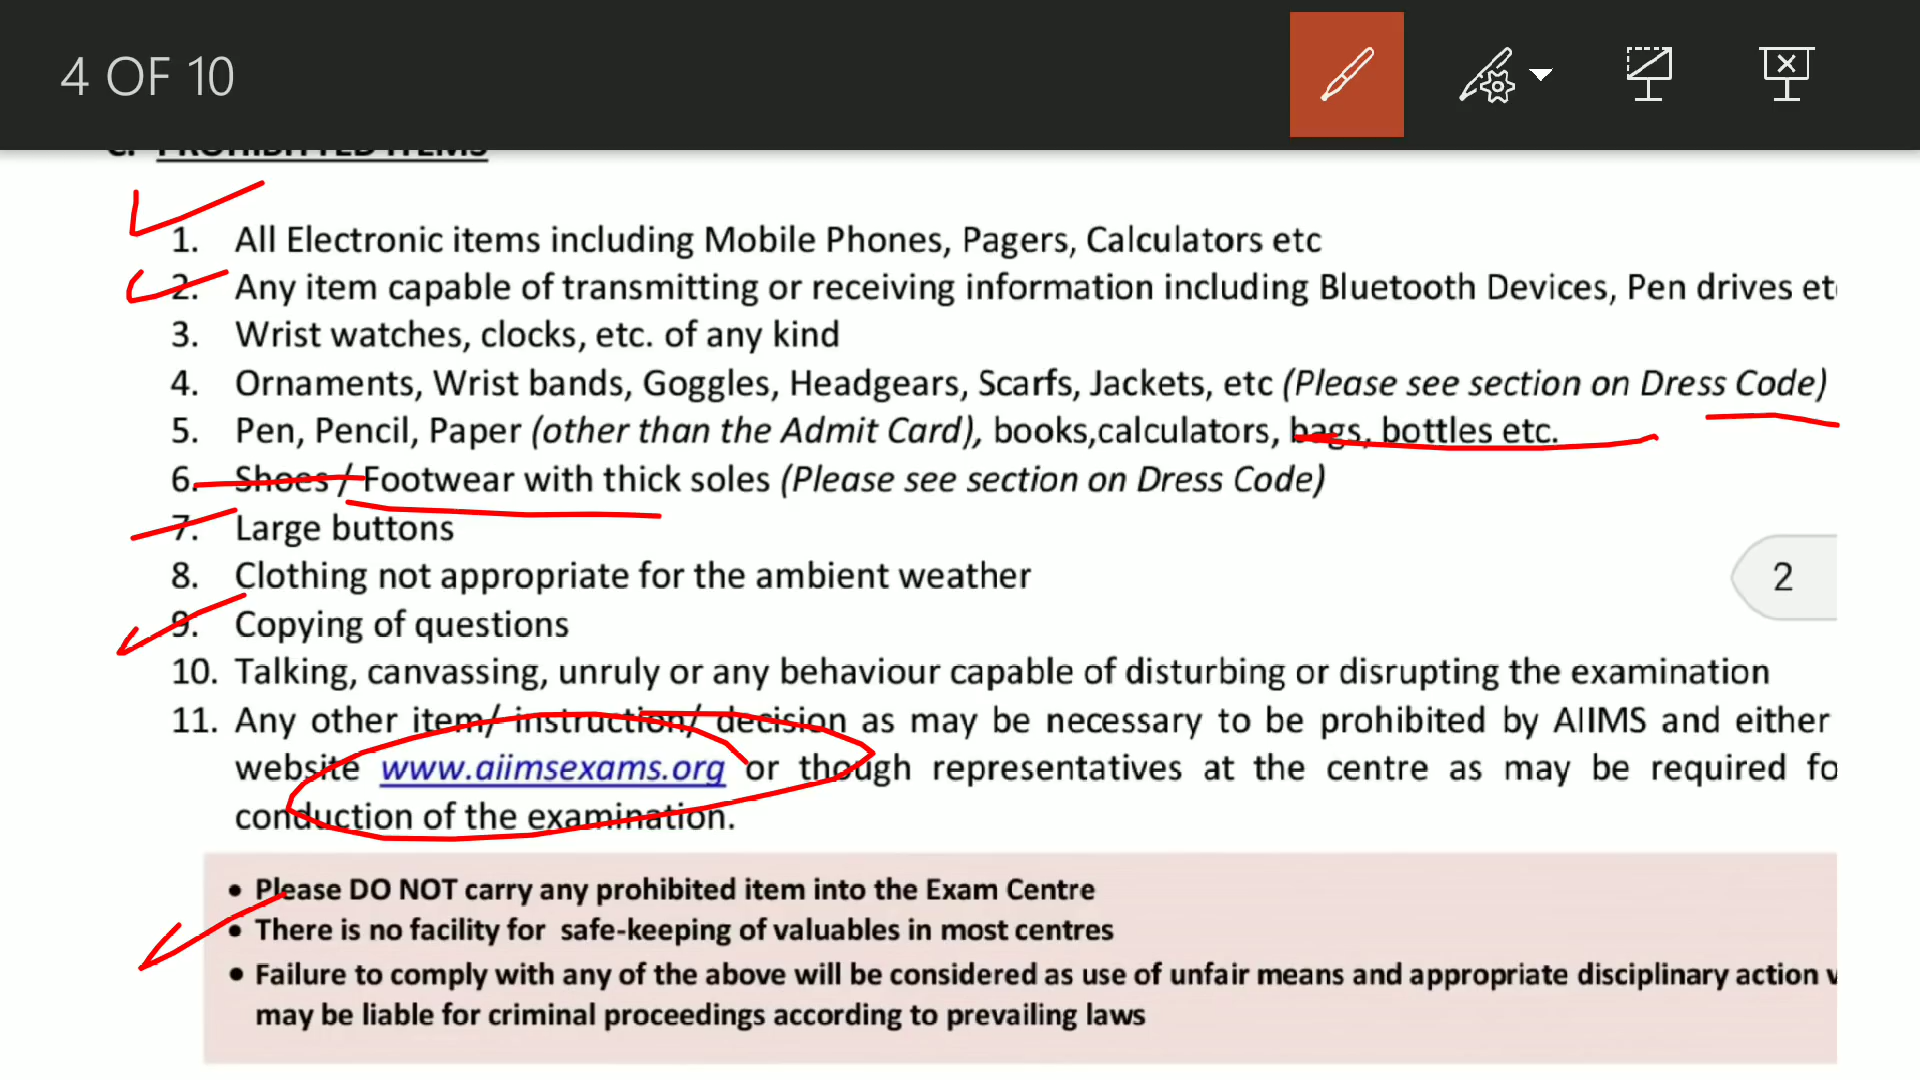 4 OF 10
C. PROHIBITTED ITEMS
1. All Electronic items including Mobile Phones, Pagers, Calculators etc
2. Any item capable of transmitting or receiving information including Bluetooth Devices, Pen drives et
3. Wrist watches, clocks, etc. of any kind
4. Ornaments, Wrist bands, Goggles, Headgears, Scarfs, Jackets, etc (Please see section on Dress Code)
5. Pen, Pencil, Paper (other than the Admit Card), books,calculators, bags, bottles etc.
6. Shoes / Footwear with thick soles (Please see section on Dress Code)
7. Large buttons
2
8. Clothing not appropriate for the ambient weather
9. Copying of questions
10. Talking, canvassing, unruly or any behaviour capable of disturbing or disrupting the examination
11. Any other item/ instruction/ decision as may be necessary to be prohibited by AIIMS and either
website www.aiimsexams.org or though representatives at the centre as may be required fo
conduction of the examination.
• Please DO NOT carry any prohibited item into the Exam Centre
• There is no facility for safe-keeping of valuables in most centres
• Failure to comply with any of the above will be considered as use of unfair means and appropriate disciplinary action
may be liable for criminal proceedings according to prevailing laws